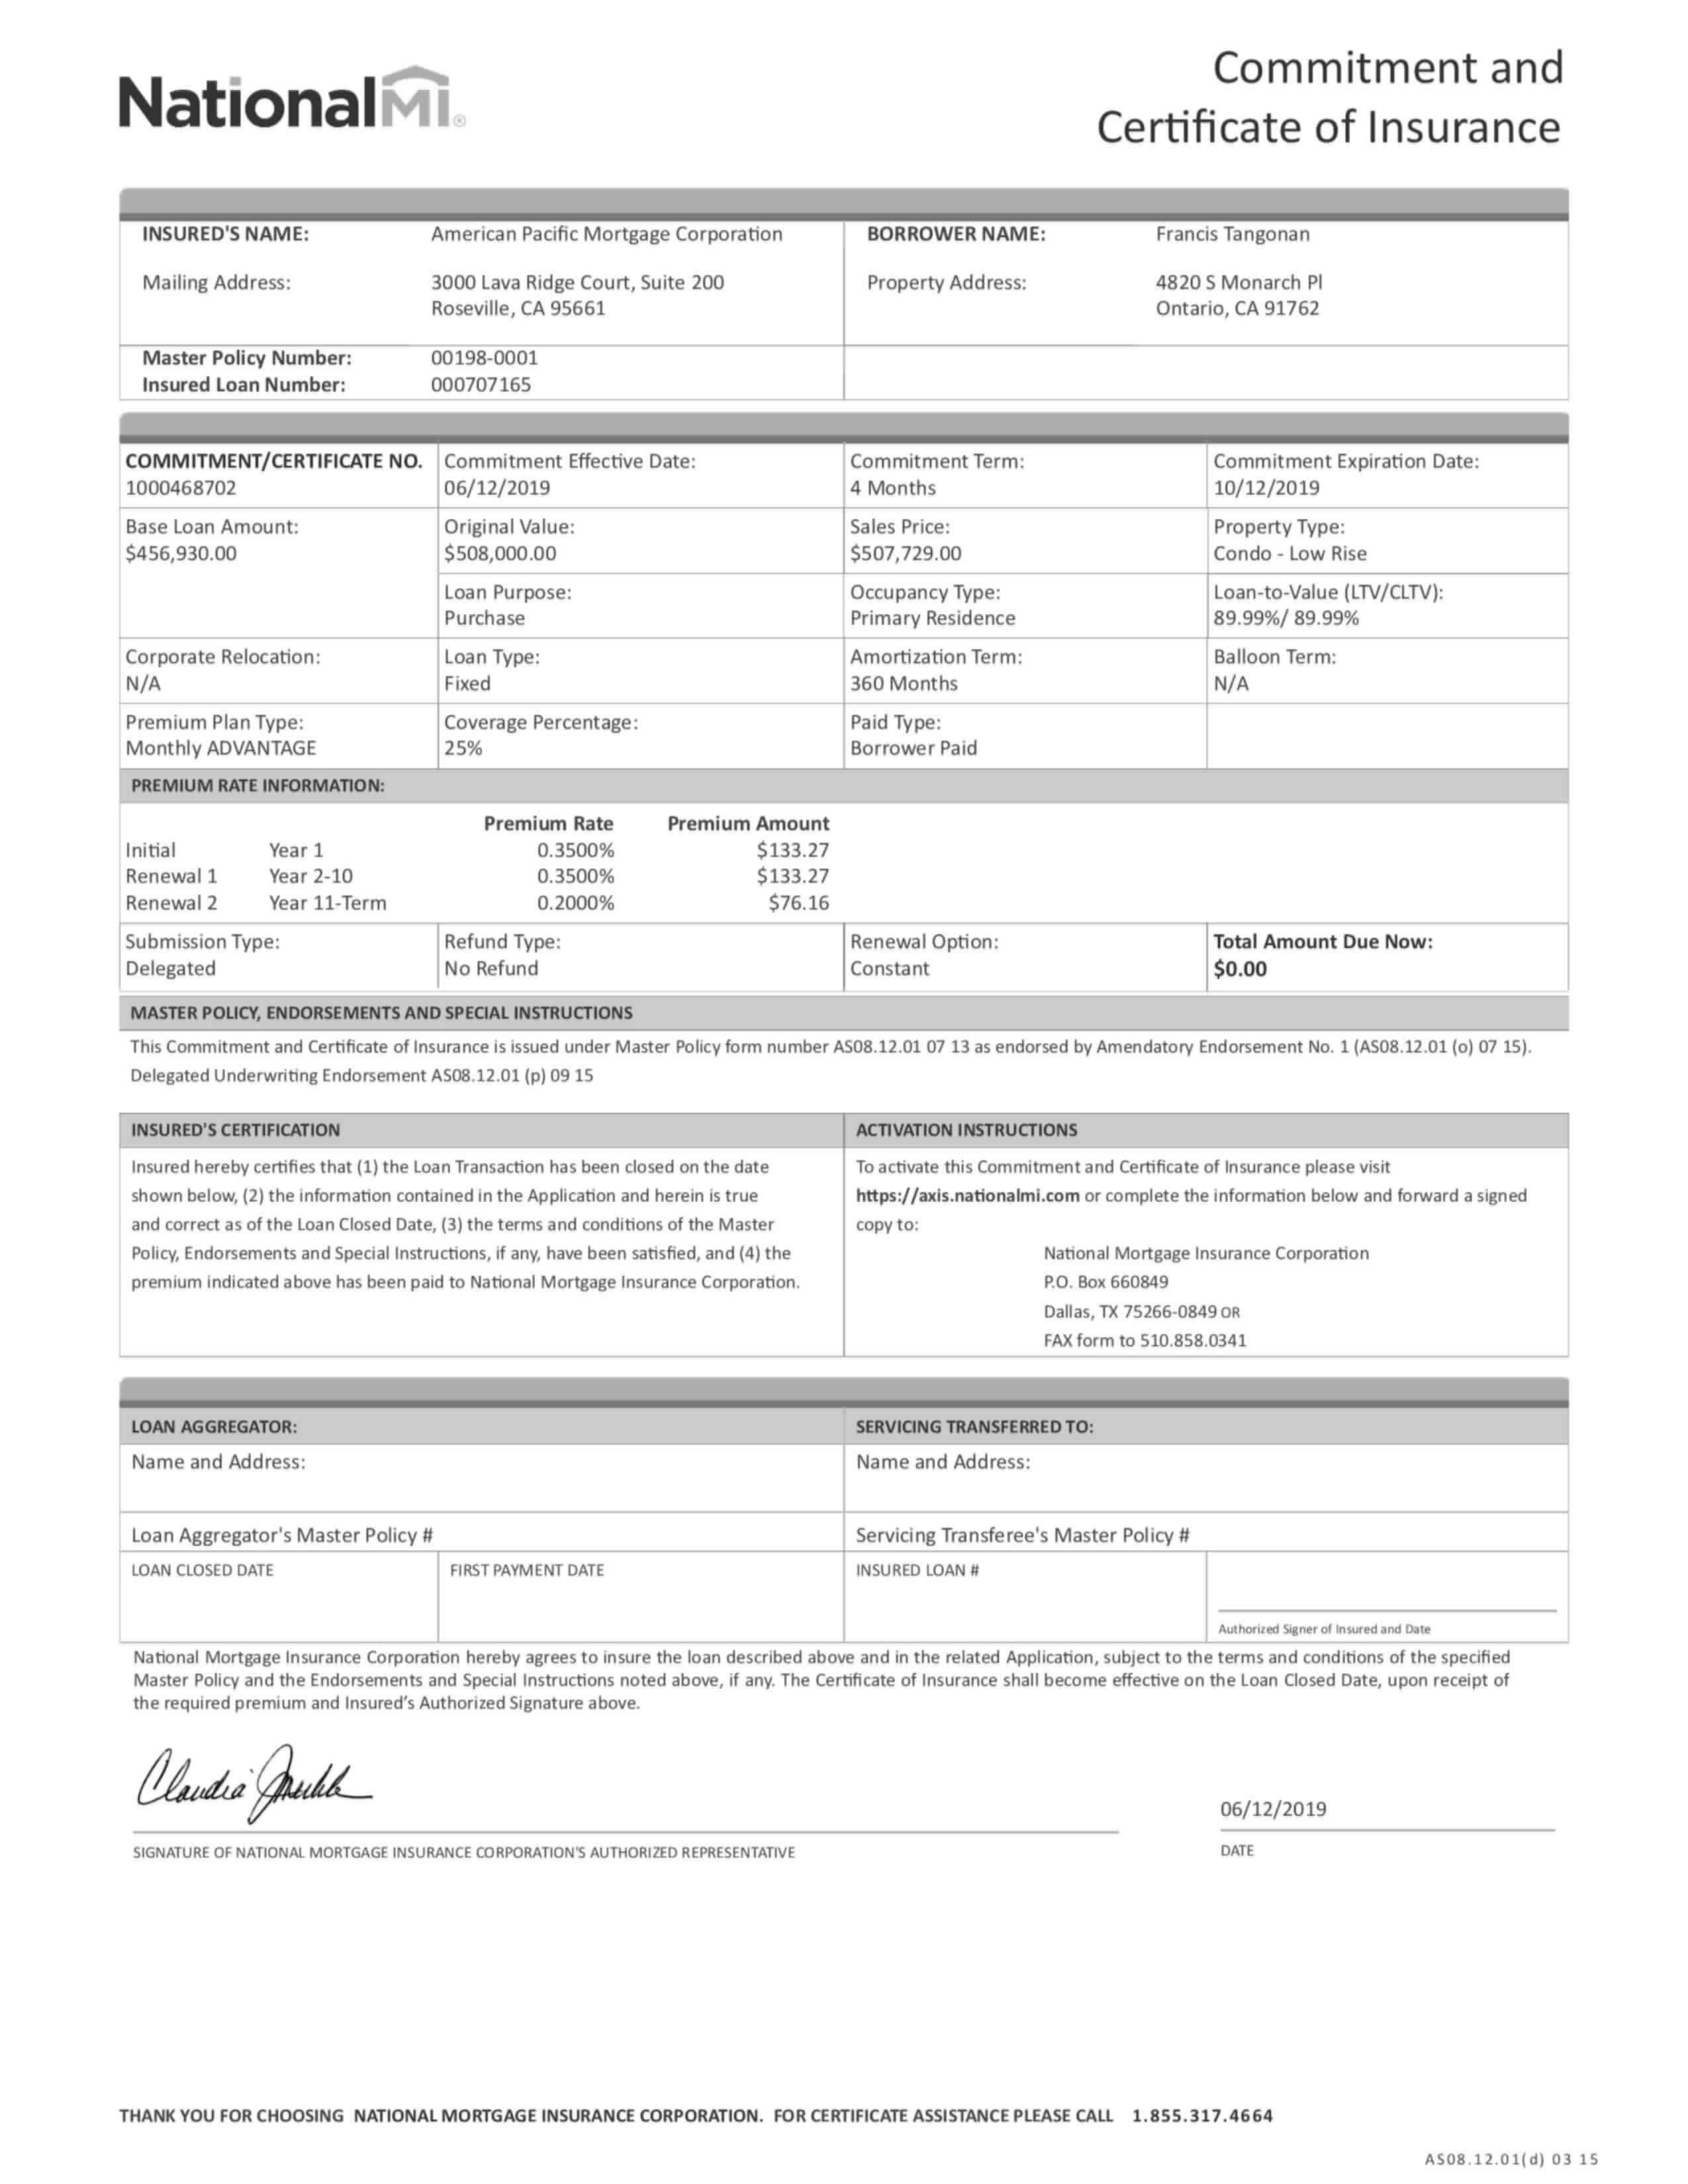 NationalMI®
Commitment and
Certificate of Insurance
INSURED'S NAME: American Pacific Mortgage Corporation BORROWER NAME: Francis Tangonan
Mailing Address: 3000 Lava Ridge Court, Suite 200 Property Address: 4820 S Monarch Pl
Roseville, CA 95661 Ontario, CA 91762
Master Policy Number: 00198-0001
Insured Loan Number: 000707165
COMMITMENT/CERTIFICATE NO. Commitment Effective Date: Commitment Term: Commitment Expiration Date:
1000468702 06/12/2019 4 Months 10/12/2019
Base Loan Amount: Original Value: Sales Price: Property Type:
$456,930.00 $508,000.00 $507,729.00 Condo - Low Rise
Loan Purpose: Occupancy Type: Loan-to-Value (LTV/CLTV):
Purchase Primary Residence 89.99%/ 89.99%
Corporate Relocation: Loan Type: Amortization Term: Balloon Term:
N/A Fixed 360 Months N/A
Premium Plan Type: Coverage Percentage: Paid Type:
Monthly ADVANTAGE 25% Borrower Paid
PREMIUM RATE INFORMATION:
Premium Rate Premium Amount
Initial Year 1 0.3500% $133.27
Renewal 1 Year 2-10 0.3500% $133.27
Renewal 2 Year 11-Term 0.2000% $76.16
Submission Type: Refund Type: Renewal Option: Total Amount Due Now:
Delegated No Refund Constant $0.00
MASTER POLICY, ENDORSEMENTS AND SPECIAL INSTRUCTIONS
This Commitment and Certificate of Insurance is issued under Master Policy form number AS08.12.01 07 13 as endorsed by Amendatory Endorsement No. 1 (AS08.12.01 (o) 07 15).
Delegated Underwriting Endorsement AS08.12.01 (p) 09 15
INSURED'S CERTIFICATION
Insured hereby certifies that (1) the Loan Transaction has been closed on the date
shown below, (2) the information contained in the Application and herein is true
and correct as of the Loan Closed Date, (3) the terms and conditions of the Master
Policy, Endorsements and Special Instructions, if any, have been satisfied, and (4) the
premium indicated above has been paid to National Mortgage Insurance Corporation.
ACTIVATION INSTRUCTIONS
To activate this Commitment and Certificate of Insurance please visit
https://axis.nationalmi.com or complete the information below and forward a signed
copy to:
National Mortgage Insurance Corporation
P.O. Box 660849
Dallas, TX 75266-0849 OR
FAX form to 510.858.0341
LOAN AGGREGATOR: SERVICING TRANSFERRED TO:
Name and Address: Name and Address:
Loan Aggregator's Master Policy # Servicing Transferee's Master Policy #
LOAN CLOSED DATE FIRST PAYMENT DATE INSURED LOAN #
Authorized Signer of Insured and Date
National Mortgage Insurance Corporation hereby agrees to insure the loan described above and in the related Application, subject to the terms and conditions of the specified
Master Policy and the Endorsements and Special Instructions noted above, if any. The Certificate of Insurance shall become effective on the Loan Closed Date, upon receipt of
the required premium and Insured’s Authorized Signature above.
Claudia
06/12/2019
SIGNATURE OF NATIONAL MORTGAGE INSURANCE CORPORATION'S AUTHORIZED REPRESENTATIVE DATE
THANK YOU FOR CHOOSING NATIONAL MORTGAGE INSURANCE CORPORATION. FOR CERTIFICATE ASSISTANCE PLEASE CALL 1.855.317.4664
AS08.12.01(d) 03 15